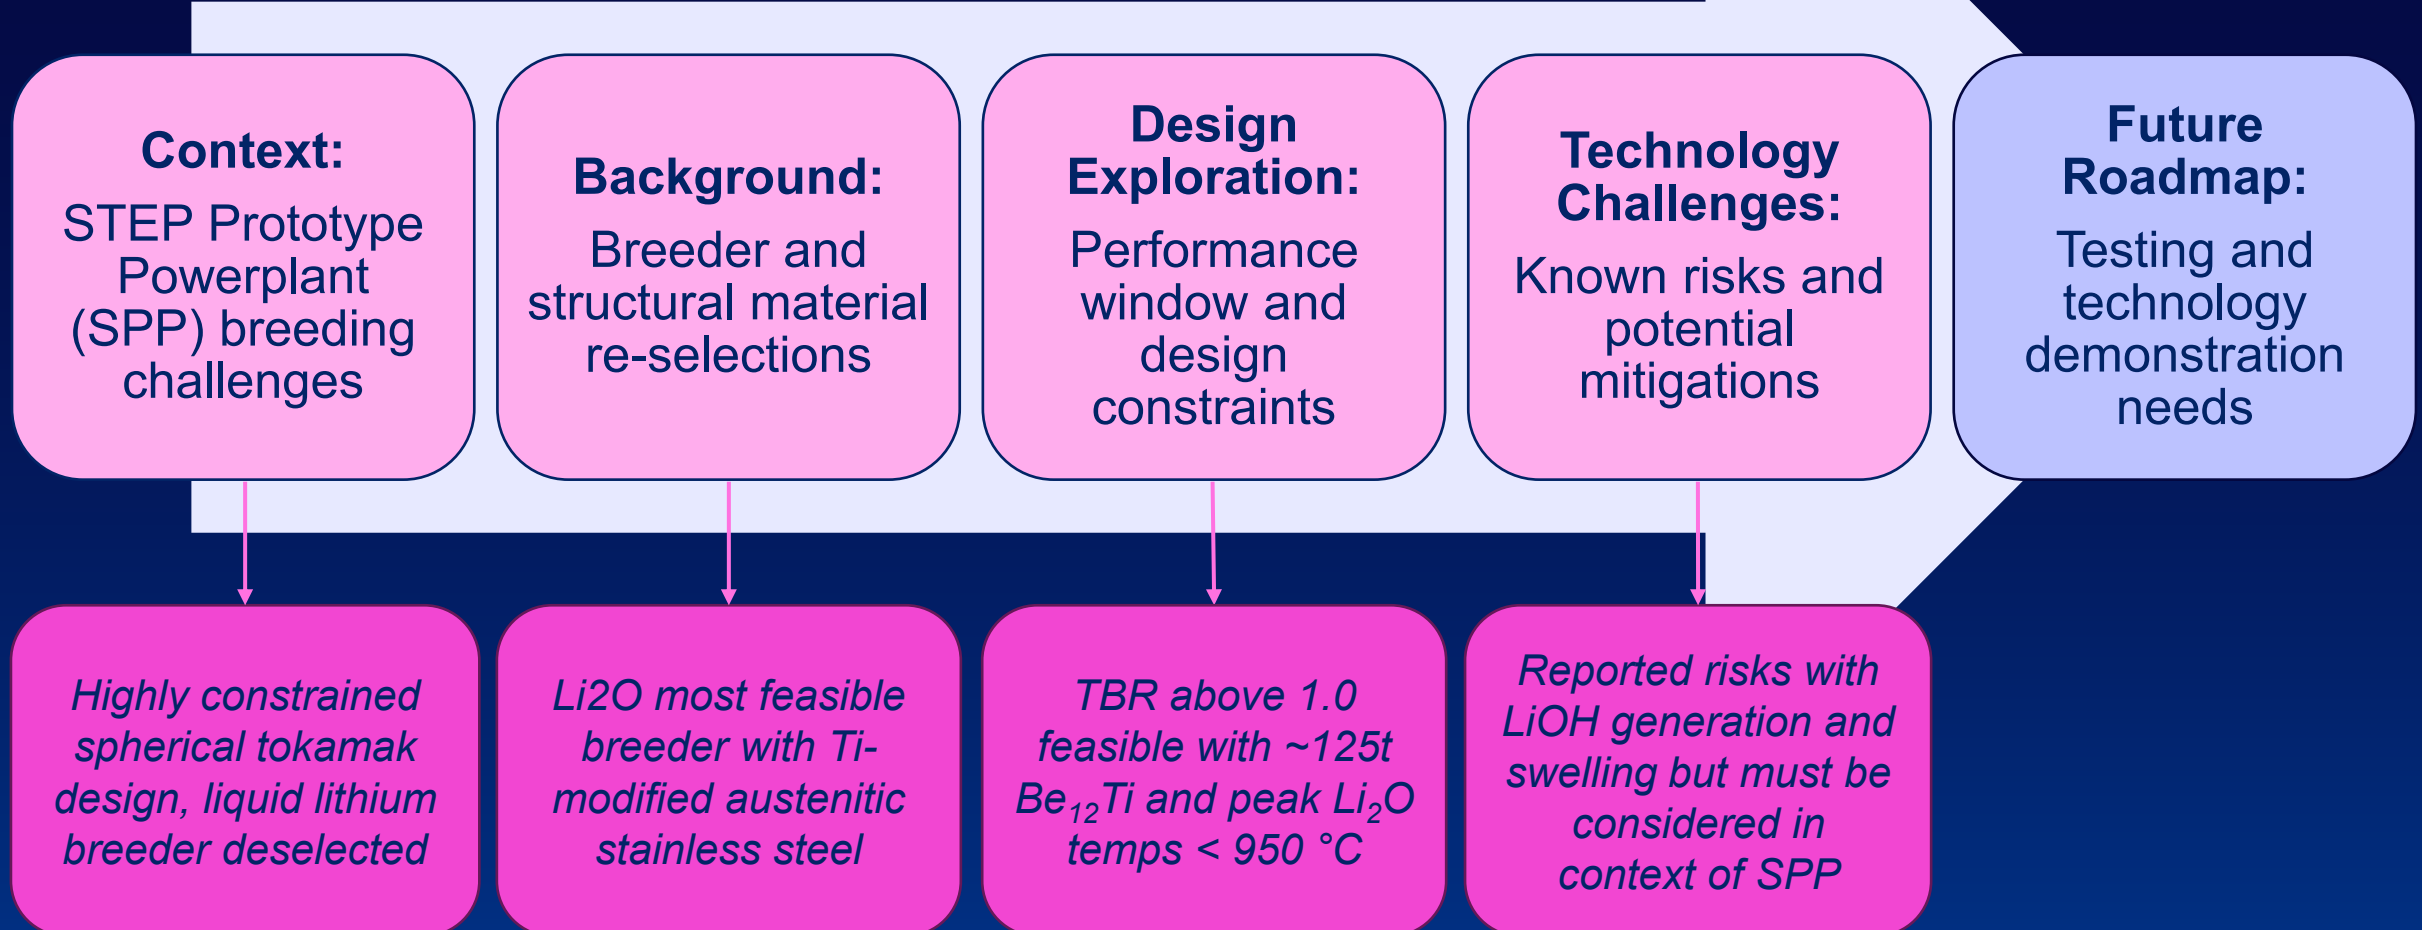 Context:
STEP Prototype
Powerplant
(SPP) breeding
challenges
Background:
Breeder and
structural material
re-selections
Design
Exploration:
Performance
window and
design
constraints
Technology
Challenges:
Known risks and
potential
mitigations
Future
Roadmap:
Testing and
technology
demonstration
needs
Highly constrained
spherical tokamak
design, liquid lithium
breeder deselected
Li2O most feasible
breeder with Ti-
modified austenitic
stainless steel
TBR above 1.0
feasible with ~125t
Be₁₂Ti and peak Li₂O
temps < 950 °C
Reported risks with
LiOH generation and
swelling but must be
considered in
context of SPP